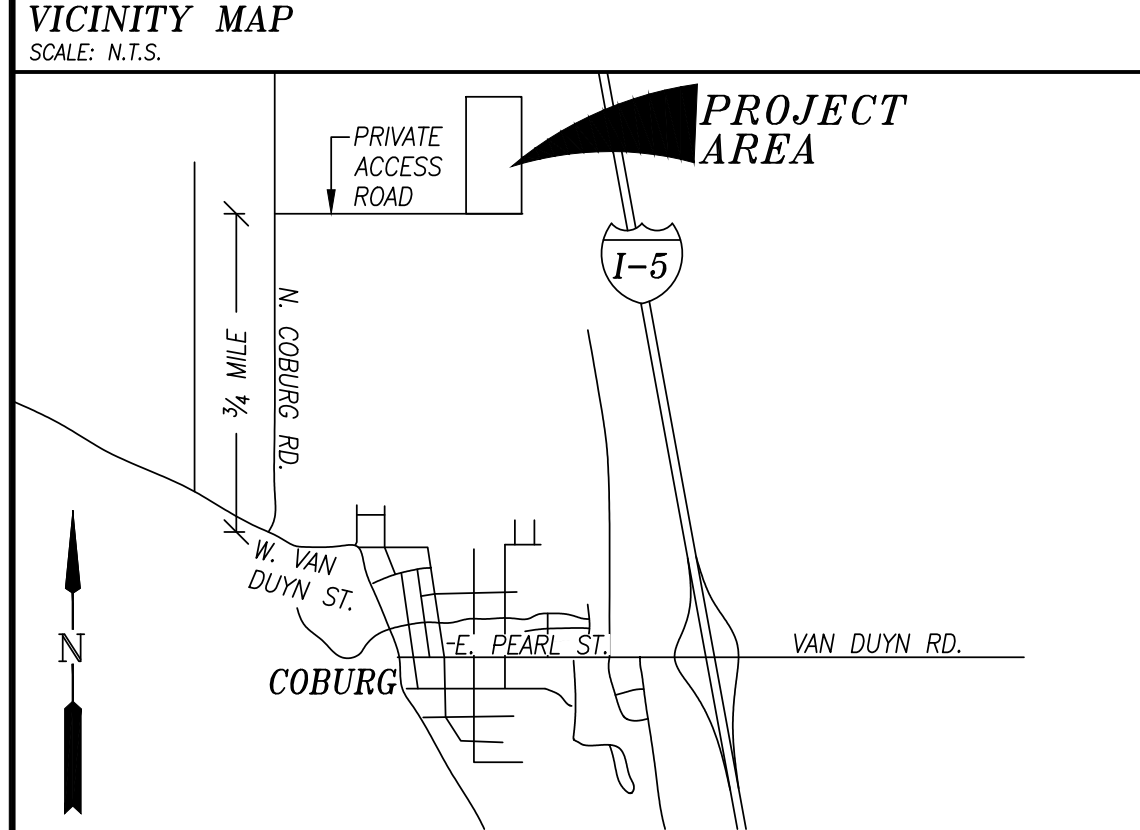 VICINITY MAP
SCALE: N.T.S.
PROJECT
AREA
PRIVATE
ACCESS
ROAD
I-5
N. COBURG RD.
3/4 MILE
W. VAN
DUYN ST.
N
E. PEARL ST.
VAN DUYN RD.
COBURG